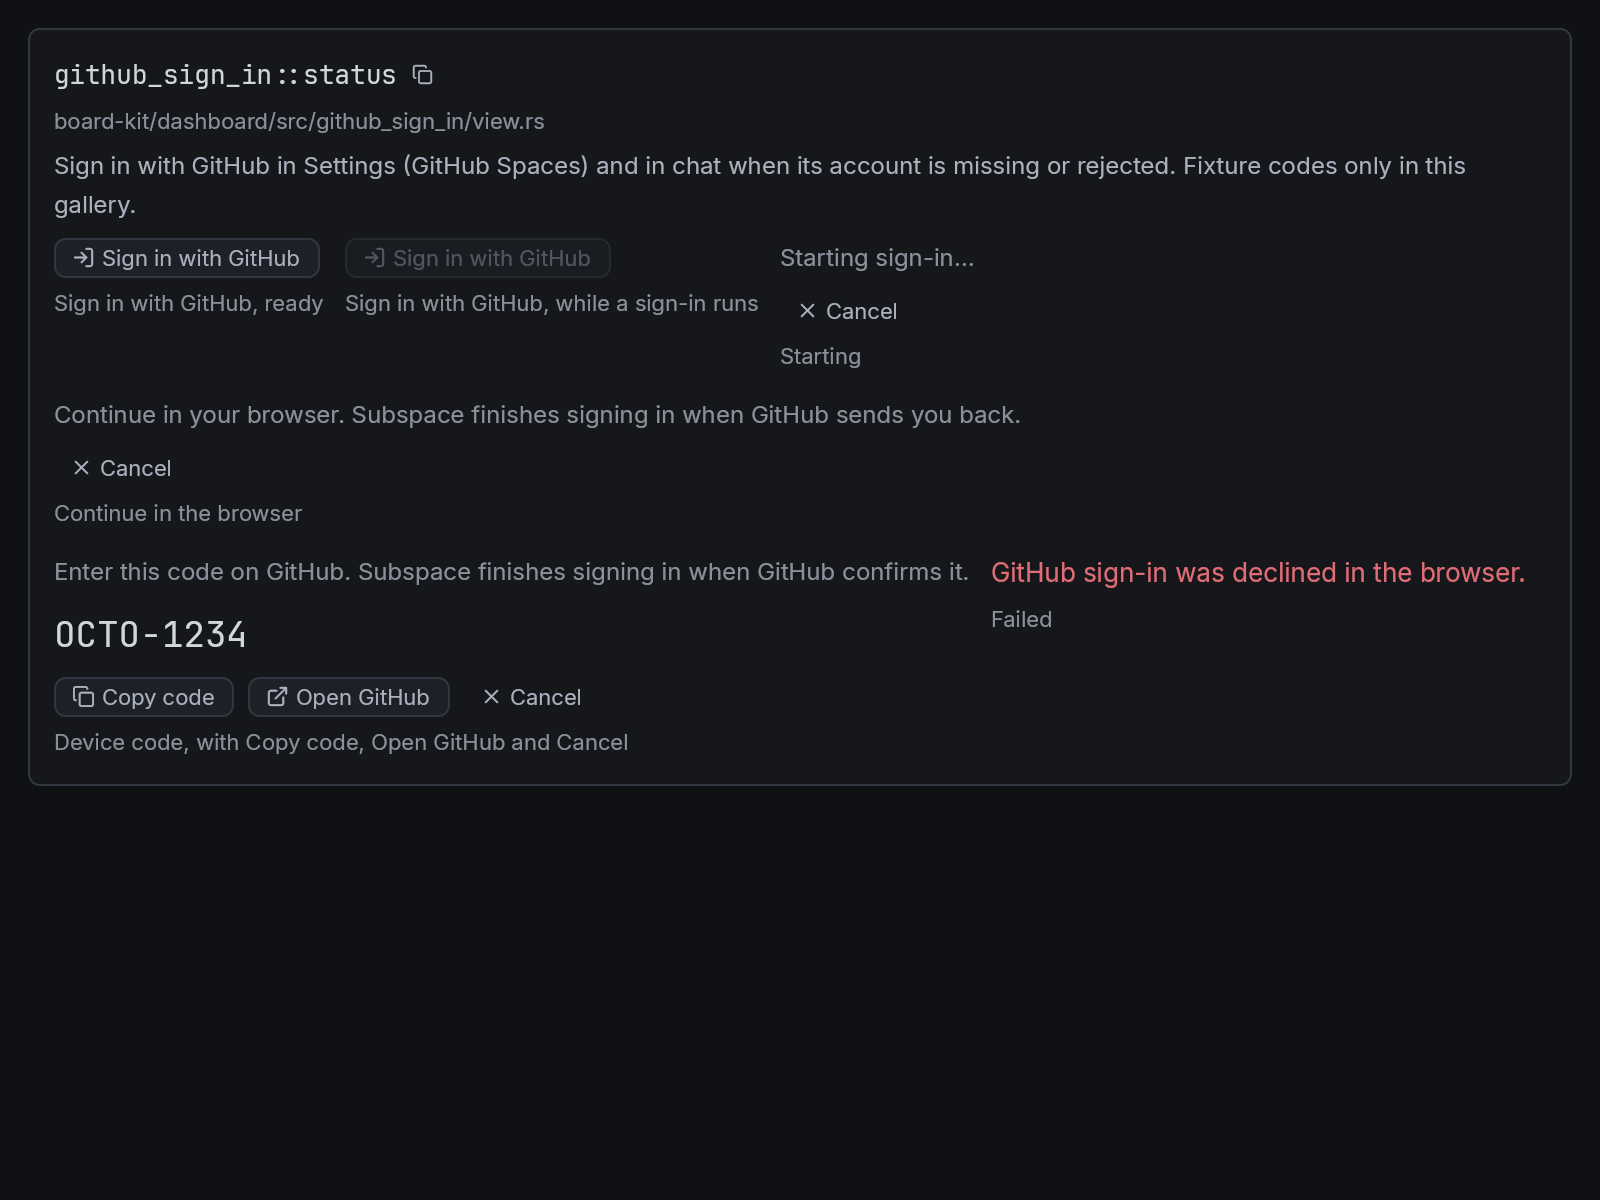 github_sign_in::status
board-kit/dashboard/src/github_sign_in/view.rs
Sign in with GitHub in Settings (GitHub Spaces) and in chat when its account is missing or rejected. Fixture codes only in this
gallery.
Sign in with GitHub
Sign in with GitHub, ready
Sign in with GitHub
Sign in with GitHub, while a sign-in runs
Starting sign-in...
Cancel
Starting
Continue in your browser. Subspace finishes signing in when GitHub sends you back.
Cancel
Continue in the browser
Enter this code on GitHub. Subspace finishes signing in when GitHub confirms it.
OCTO-1234
Copy code
Open GitHub
Cancel
Device code, with Copy code, Open GitHub and Cancel
GitHub sign-in was declined in the browser.
Failed